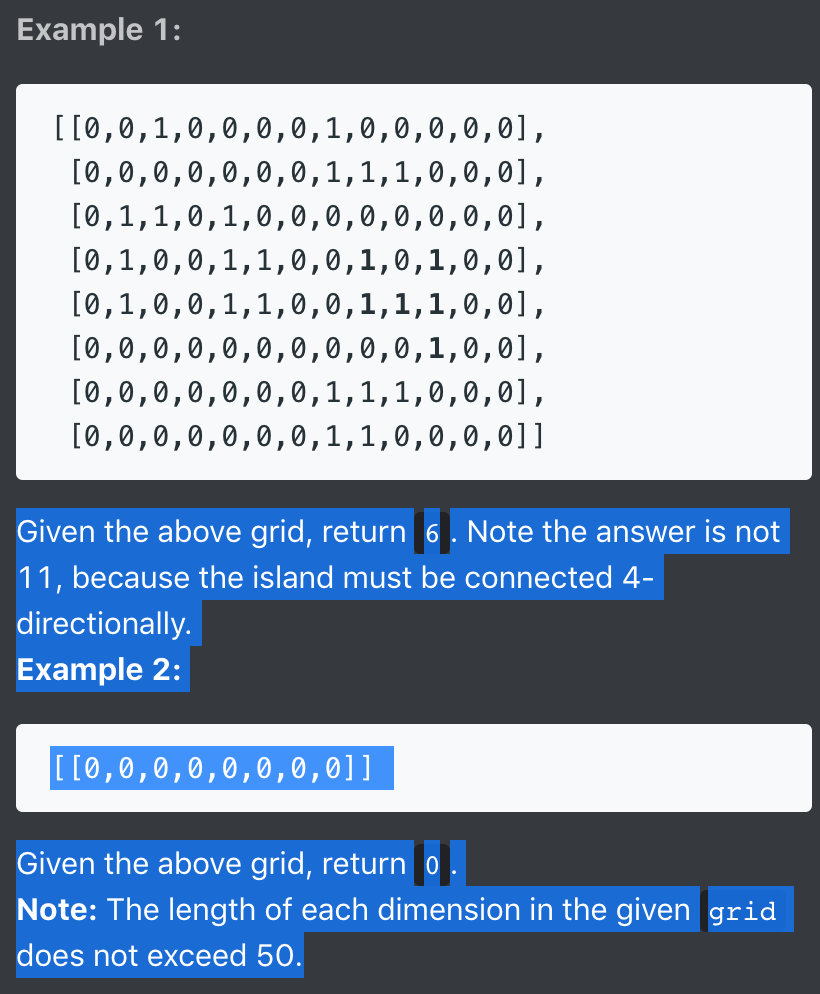 Example 1:
[[0,0,1,0,0,0,0,1,0,0,0,0,0],
[0,0,0,0,0,0,0,1,1,1,0,0,0],
[0,1,1,0,1,0,0,0,0,0,0,0,0],
[0,1,0,0,1,1,0,0,1,0,1,0,0],
[0,1,0,0,1,1,0,0,1,1,1,0,0],
[0,0,0,0,0,0,0,0,0,0,1,0,0],
[0,0,0,0,0,0,0,1,1,1,0,0,0],
[0,0,0,0,0,0,0,1,1,0,0,0,0]]
Given the above grid, return 6. Note the answer is not
11, because the island must be connected 4-
directionally.
Example 2:
[[0,0,0,0,0,0,0,0]]
Given the above grid, return 0.
Note: The length of each dimension in the given grid
does not exceed 50.